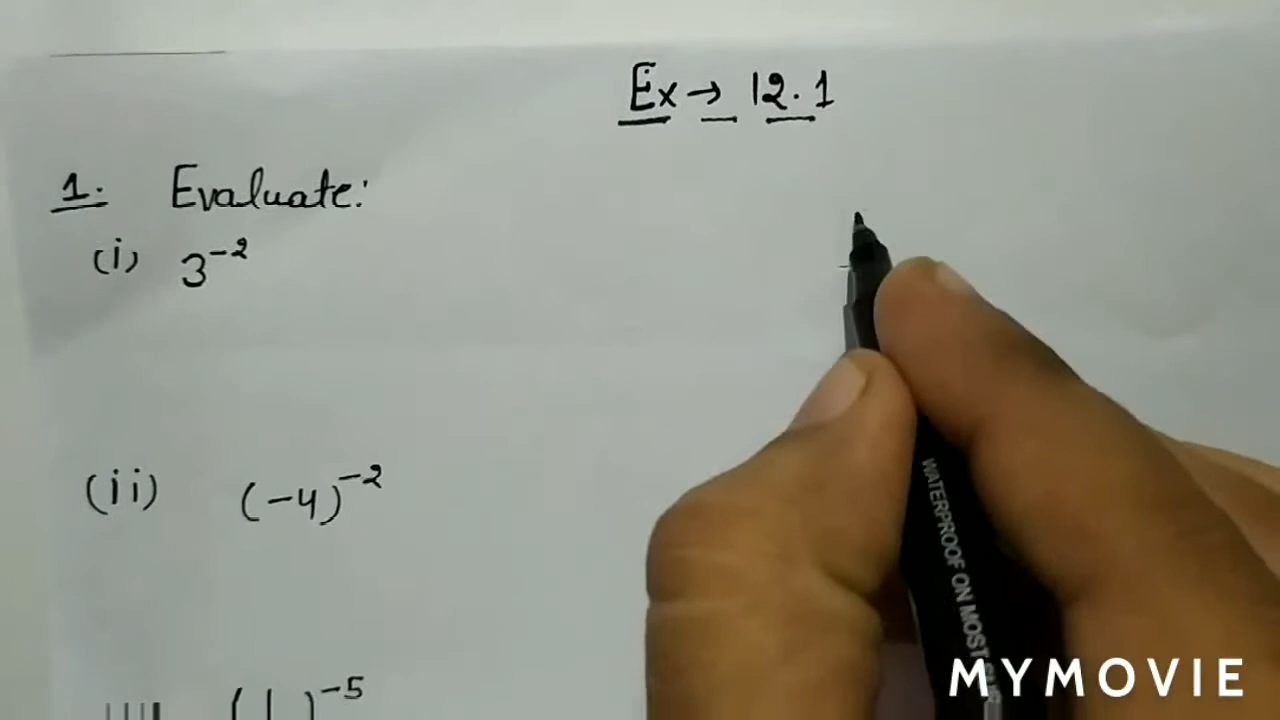 Ex → 12.1
1. Evaluate:
(i) 3⁻²
(ii) (-4)⁻²
WATERPROOF ON MOST
MYMOVIE